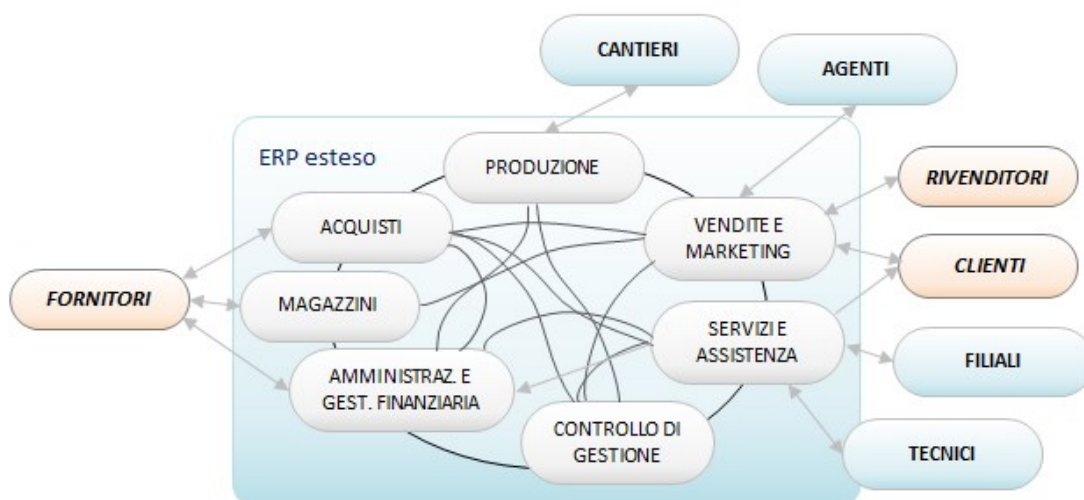 CANTIERI
AGENTI
ERP esteso
PRODUZIONE
RIVENDITORI
ACQUISTI
VENDITE E
MARKETING
CLIENTI
FORNITORI
MAGAZZINI
SERVIZI E
ASSISTENZA
FILIALI
AMMINISTRAZ. E
GEST. FINANZIARIA
CONTROLLO DI
GESTIONE
TECNICI